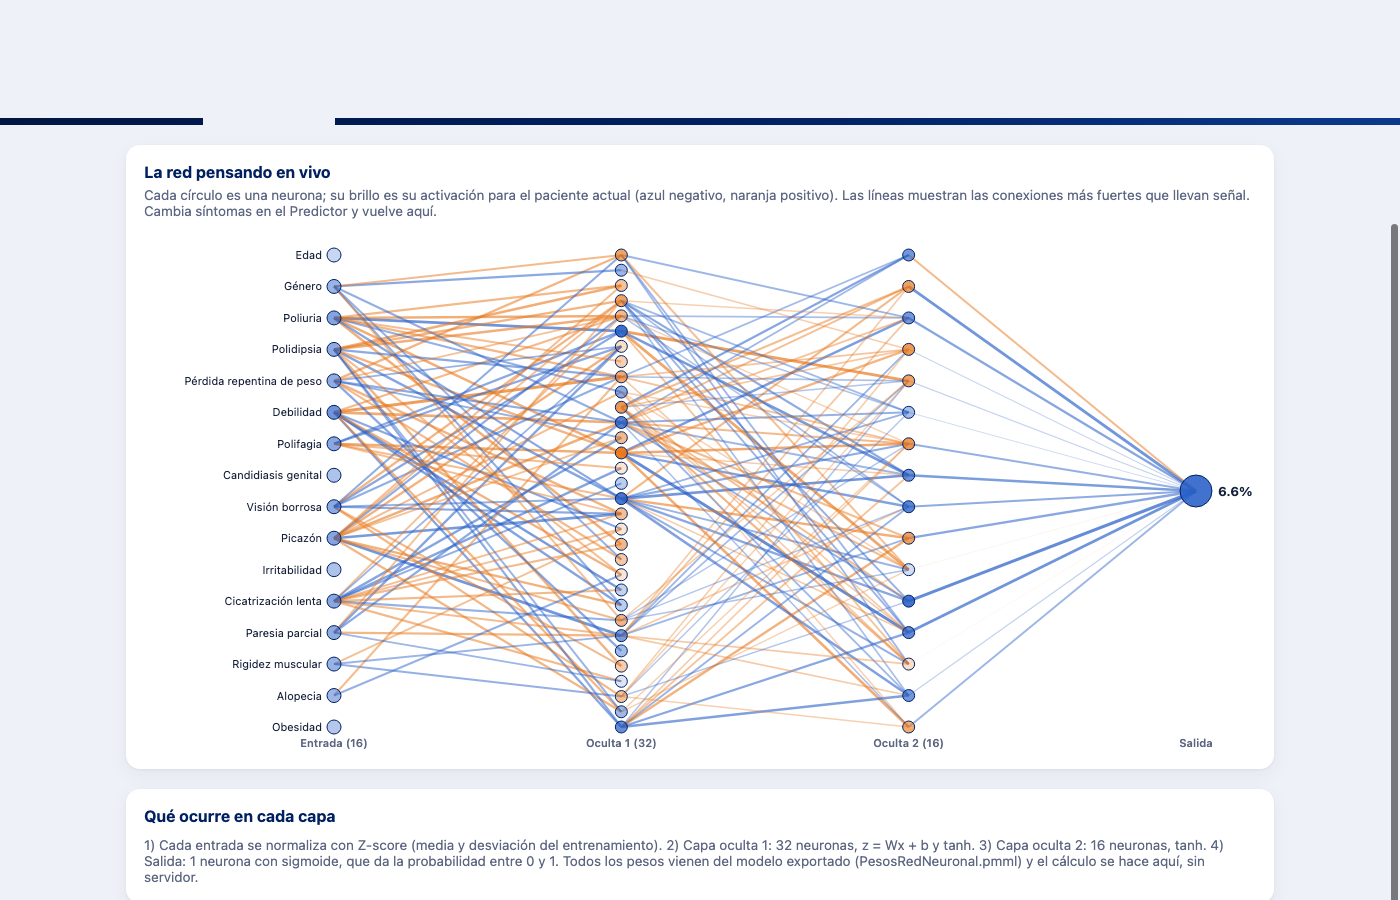 La red pensando en vivo
Cada círculo es una neurona; su brillo es su activación para el paciente actual (azul negativo, naranja positivo). Las líneas muestran las conexiones más fuertes que llevan señal.
Cambia síntomas en el Predictor y vuelve aquí.
Edad
Género
Poliuria
Polidipsia
Pérdida repentina de peso
Debilidad
Polifagia
Candidiasis genital
Visión borrosa
Picazón
Irritabilidad
Cicatrización lenta
Paresia parcial
Rigidez muscular
Alopecia
Obesidad
6.6%
Entrada (16)
Oculta 1 (32)
Oculta 2 (16)
Salida
Qué ocurre en cada capa
1) Cada entrada se normaliza con Z-score (media y desviación del entrenamiento). 2) Capa oculta 1: 32 neuronas, z = Wx + b y tanh. 3) Capa oculta 2: 16 neuronas, tanh. 4)
Salida: 1 neurona con sigmoide, que da la probabilidad entre 0 y 1. Todos los pesos vienen del modelo exportado (PesosRedNeuronal.pmml) y el cálculo se hace aquí, sin
servidor.